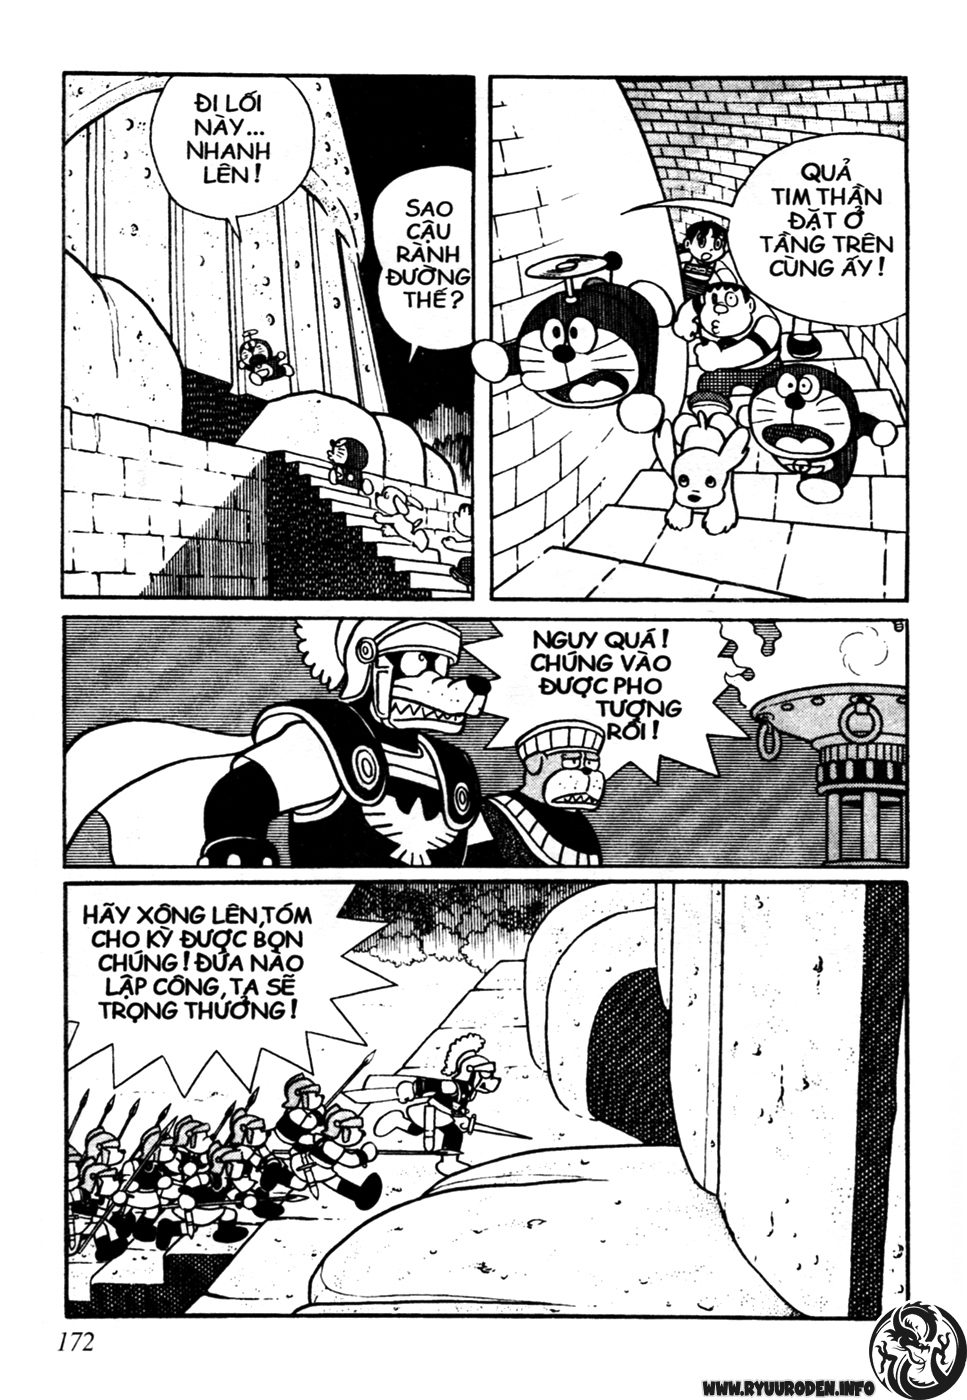 ĐI LỐI
NÀY...
NHANH
LÊN!
SAO
CẬU
RÀNH
ĐƯỜNG
THẾ?
QUẢ
TIM THẦN
ĐẶT Ở
TẦNG TRÊN
CÙNG ẤY!
NGUY QUÁ!
CHÚNG VÀO
ĐƯỢC PHO
TƯỢNG
RỒI!
HÃY XÔNG LÊN, TÓM
CHO KỲ ĐƯỢC BỌN
CHÚNG! ĐỨA NÀO
LẬP CÔNG, TA SẼ
TRỌNG THƯỞNG!
172
WWW.RYUURODEN.INFO